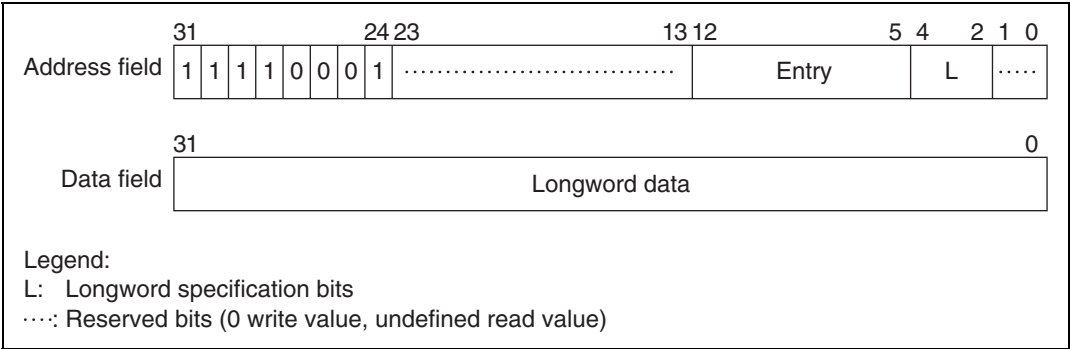 31 24 23 13 12 5 4 2 1 0
Address field 1 1 1 1 0 0 0 1 ................................ Entry L .....
31 0
Data field Longword data
Legend:
L: Longword specification bits
....: Reserved bits (0 write value, undefined read value)